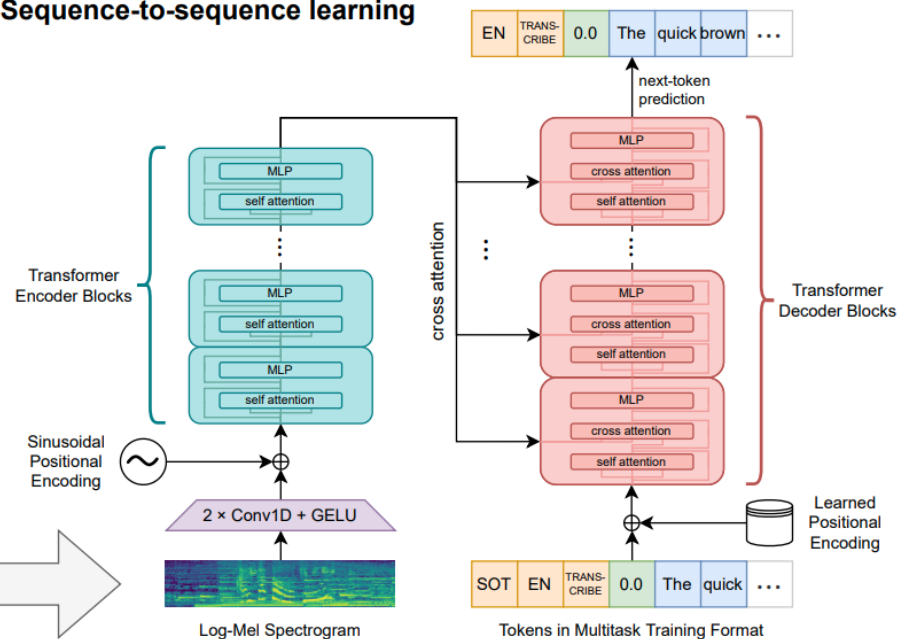 Sequence-to-sequence learning
EN TRANS-CRIBE 0.0 The quick brown ...
next-token
prediction
MLP
self attention
MLP
self attention
MLP
self attention
Transformer
Encoder Blocks
Sinusoidal
Positional
Encoding
2 × Conv1D + GELU
Log-Mel Spectrogram
cross attention
MLP
cross attention
self attention
MLP
cross attention
self attention
MLP
cross attention
self attention
Transformer
Decoder Blocks
Learned
Positional
Encoding
SOT EN TRANS-CRIBE 0.0 The quick ...
Tokens in Multitask Training Format